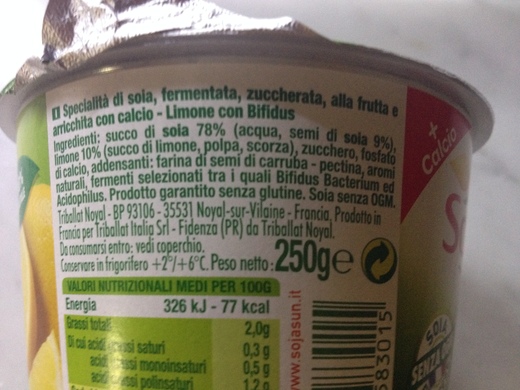 I Specialità di soia, fermentata, zuccherata, alla frutta e
arricchita con calcio - Limone con Bifidus
Ingredienti: succo di soia 78% (acqua, semi di soia 9%),
limone 10% (succo di limone, polpa, scorza), zucchero, fosfato
di calcio, addensanti: farina di semi di carruba - pectina, aromi
naturali, fermenti selezionati tra i quali Bifidus Bacterium ed
Acidophilus. Prodotto garantito senza glutine. Soia senza OGM.
Triballat Noyal - BP 93106 - 35531 Noyal-sur-Vilaine - Francia, Prodotto in
Francia per Triballat Italia Srl - Fidenza (PR) da Triballat Noyal.
Da consumarsi entro: vedi coperchio.
Conservare in frigorifero +2°/+6°C. Peso netto: 250g e
VALORI NUTRIZIONALI MEDI PER 100G
Energia 326 kJ - 77 kcal
Grassi totali 2,0g
Di cui acidi grassi saturi 0,3 g
acidi grassi monoinsaturi 0,5 g
acidi grassi polinsaturi 1,2 g
www.sojasun.it
83015
+
Calcio
SOIA
SENZA